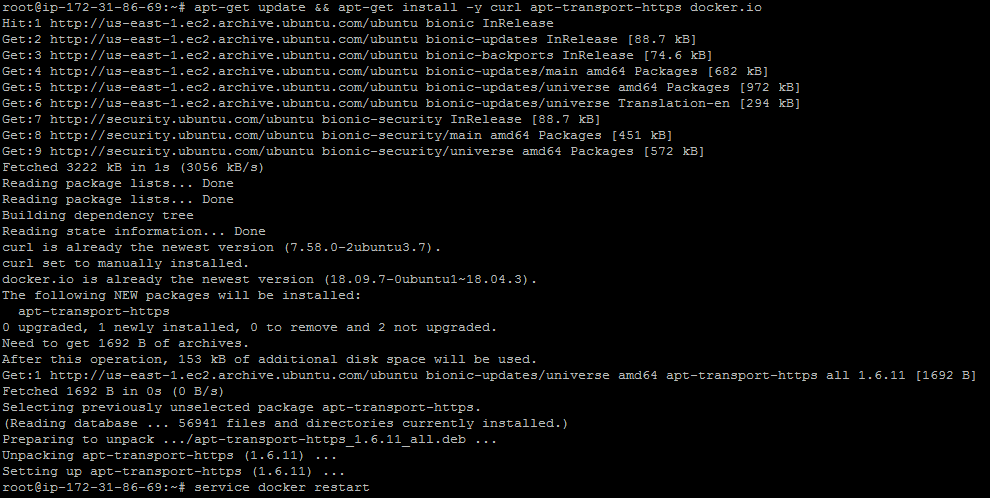 root@ip-172-31-86-69:~# apt-get update && apt-get install -y curl apt-transport-https docker.io
Hit:1 http://us-east-1.ec2.archive.ubuntu.com/ubuntu bionic InRelease
Get:2 http://us-east-1.ec2.archive.ubuntu.com/ubuntu bionic-updates InRelease [88.7 kB]
Get:3 http://us-east-1.ec2.archive.ubuntu.com/ubuntu bionic-backports InRelease [74.6 kB]
Get:4 http://us-east-1.ec2.archive.ubuntu.com/ubuntu bionic-updates/main amd64 Packages [682 kB]
Get:5 http://us-east-1.ec2.archive.ubuntu.com/ubuntu bionic-updates/universe amd64 Packages [972 kB]
Get:6 http://us-east-1.ec2.archive.ubuntu.com/ubuntu bionic-updates/universe Translation-en [294 kB]
Get:7 http://security.ubuntu.com/ubuntu bionic-security InRelease [88.7 kB]
Get:8 http://security.ubuntu.com/ubuntu bionic-security/main amd64 Packages [451 kB]
Get:9 http://security.ubuntu.com/ubuntu bionic-security/universe amd64 Packages [572 kB]
Fetched 3222 kB in 1s (3056 kB/s)
Reading package lists... Done
Reading package lists... Done
Building dependency tree
Reading state information... Done
curl is already the newest version (7.58.0-2ubuntu3.7).
curl set to manually installed.
docker.io is already the newest version (18.09.7-0ubuntu1~18.04.3).
The following NEW packages will be installed:
  apt-transport-https
0 upgraded, 1 newly installed, 0 to remove and 2 not upgraded.
Need to get 1692 B of archives.
After this operation, 153 kB of additional disk space will be used.
Get:1 http://us-east-1.ec2.archive.ubuntu.com/ubuntu bionic-updates/universe amd64 apt-transport-https all 1.6.11 [1692 B]
Fetched 1692 B in 0s (0 B/s)
Selecting previously unselected package apt-transport-https.
(Reading database ... 56941 files and directories currently installed.)
Preparing to unpack .../apt-transport-https_1.6.11_all.deb ...
Unpacking apt-transport-https (1.6.11) ...
Setting up apt-transport-https (1.6.11) ...
root@ip-172-31-86-69:~# service docker restart